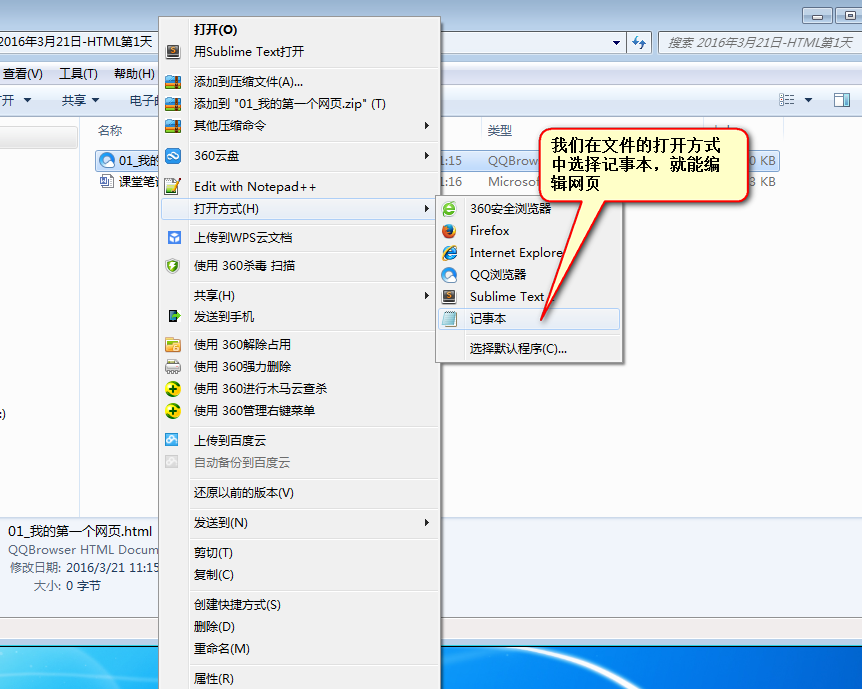 2016年3月21日-HTML第1天
搜索 2016年3月21日-HTML第1天
查看(V) 工具(T) 帮助(H)
共享
名称
类型
01_我的
1:15
QQBrow
KB
课堂笔
1:16
Microsof
KB
打开(O)
用Sublime Text打开
添加到压缩文件(A)...
添加到 "01_我的第一个网页.zip" (T)
其他压缩命令
360云盘
Edit with Notepad++
打开方式(H)
上传到WPS云文档
使用 360杀毒 扫描
共享(H)
发送到手机
使用 360解除占用
使用 360强力删除
使用 360进行木马云查杀
使用 360管理右键菜单
上传到百度云
自动备份到百度云
还原以前的版本(V)
发送到(N)
剪切(T)
复制(C)
创建快捷方式(S)
删除(D)
重命名(M)
属性(R)
360安全浏览器
Firefox
Internet Explore
QQ浏览器
Sublime Text
记事本
选择默认程序(C)...
我们在文件的打开方式
中选择记事本，就能编
辑网页
01_我的第一个网页.html
QQBrowser HTML Docum
修改日期: 2016/3/21 11:15
大小: 0 字节